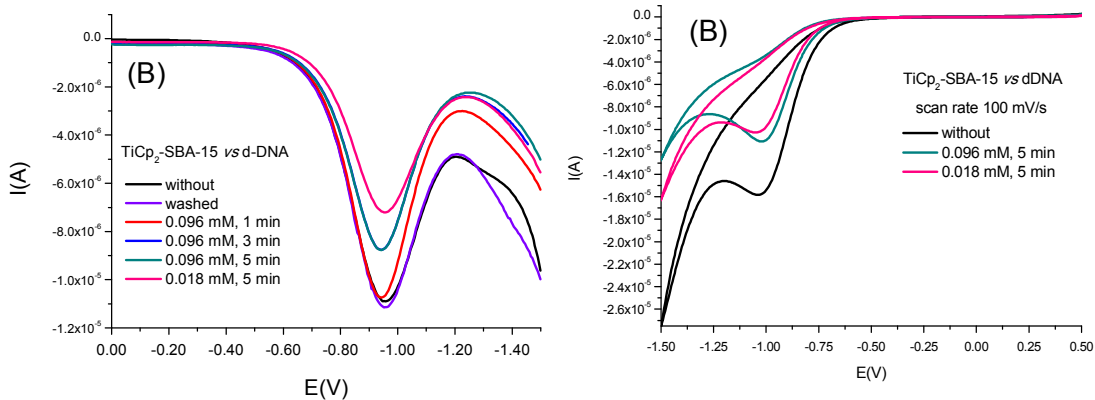 (B)
0.0
-2.0x10⁻⁶
-4.0x10⁻⁶
-6.0x10⁻⁶
-8.0x10⁻⁶
-1.0x10⁻⁵
-1.2x10⁻⁵
I(A)
TiCp₂-SBA-15 vs d-DNA
without
washed
0.096 mM, 1 min
0.096 mM, 3 min
0.096 mM, 5 min
0.018 mM, 5 min
0.00 -0.20 -0.40 -0.60 -0.80 -1.00 -1.20 -1.40
E(V)
(B)
0.0
-2.0x10⁻⁶
-4.0x10⁻⁶
-6.0x10⁻⁶
-8.0x10⁻⁶
-1.0x10⁻⁵
-1.2x10⁻⁵
-1.4x10⁻⁵
-1.6x10⁻⁵
-1.8x10⁻⁵
-2.0x10⁻⁵
-2.2x10⁻⁵
-2.4x10⁻⁵
-2.6x10⁻⁵
I(A)
TiCp₂-SBA-15 vs dDNA
scan rate 100 mV/s
without
0.096 mM, 5 min
0.018 mM, 5 min
-1.50 -1.25 -1.00 -0.75 -0.50 -0.25 0.00 0.25 0.50
E(V)